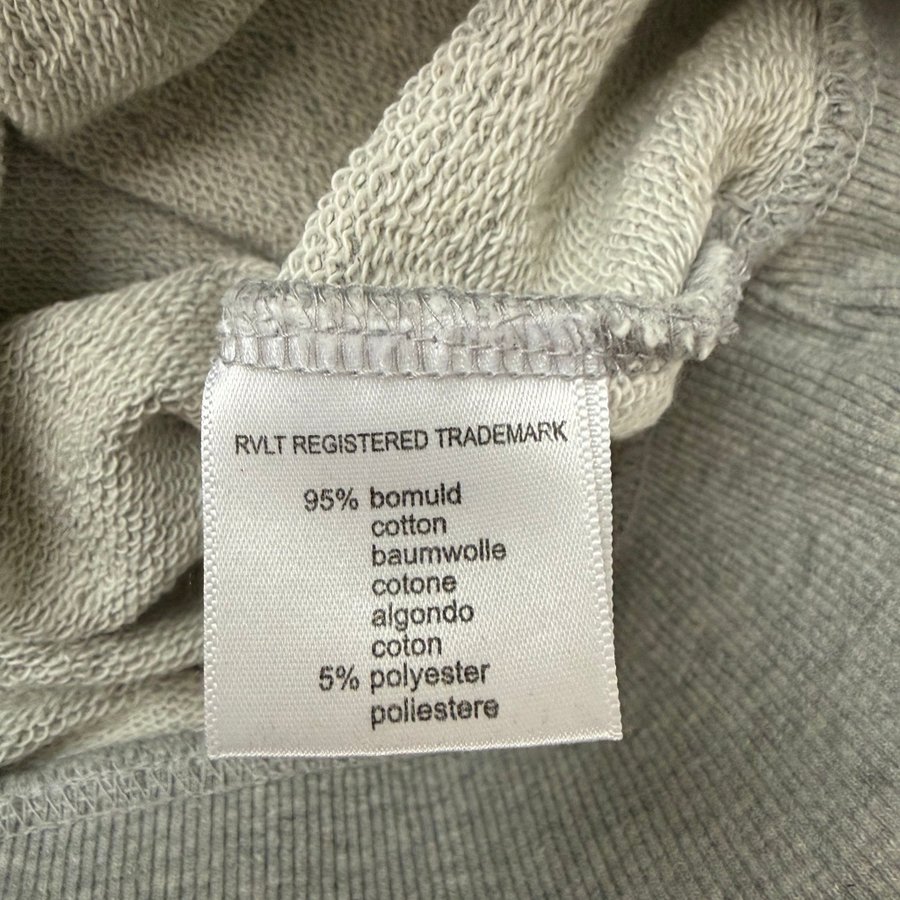 RVLT REGISTERED TRADEMARK
95% bomuld
cotton
baumwolle
cotone
algondo
coton
5% polyester
poliestere